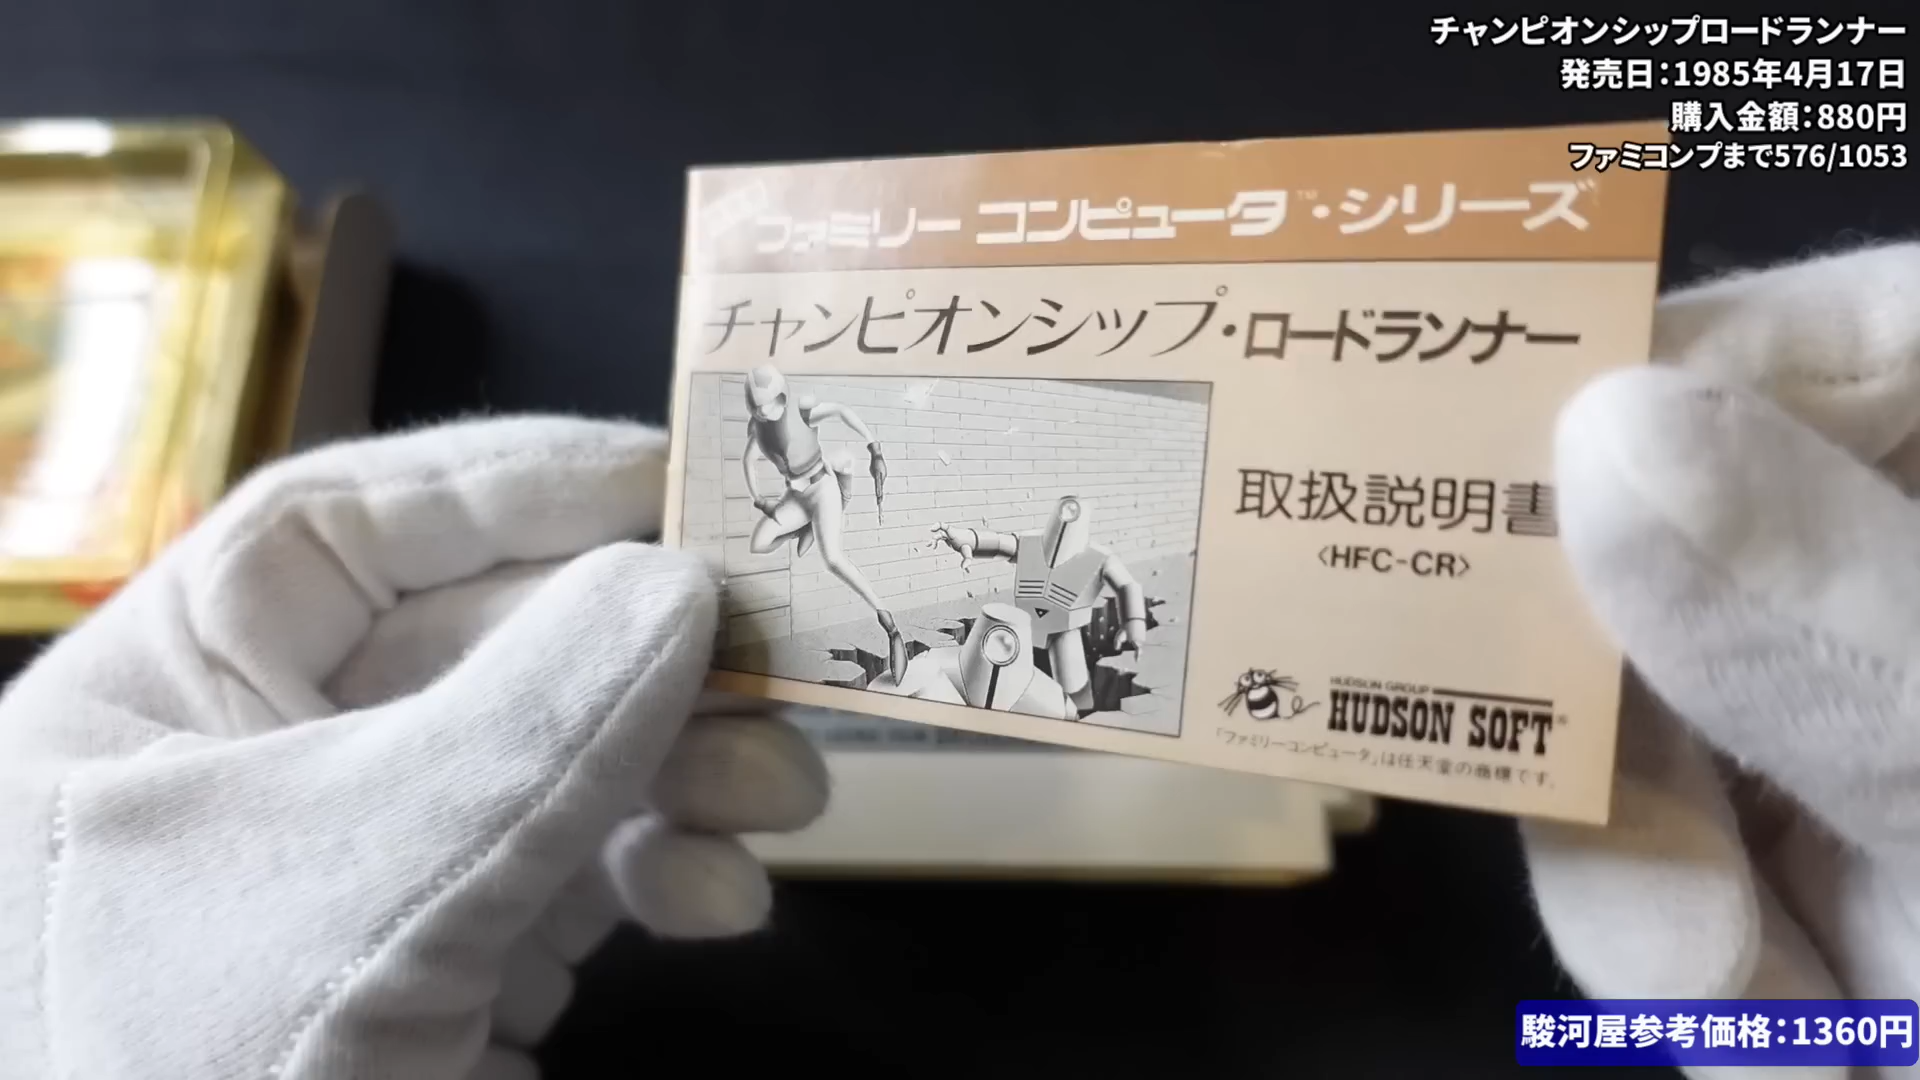 チャンピオンシップロードランナー
発売日：1985年4月17日
購入金額：880円
ファミコンプまで576/1053
ファミリー コンピュータ™・シリーズ
チャンピオンシップ・ロードランナー
取扱説明書
〈HFC-CR〉
HUDSON GROUP
HUDSON SOFT®
「ファミリーコンピュータ」は任天堂の商標です。
駿河屋参考価格：1360円